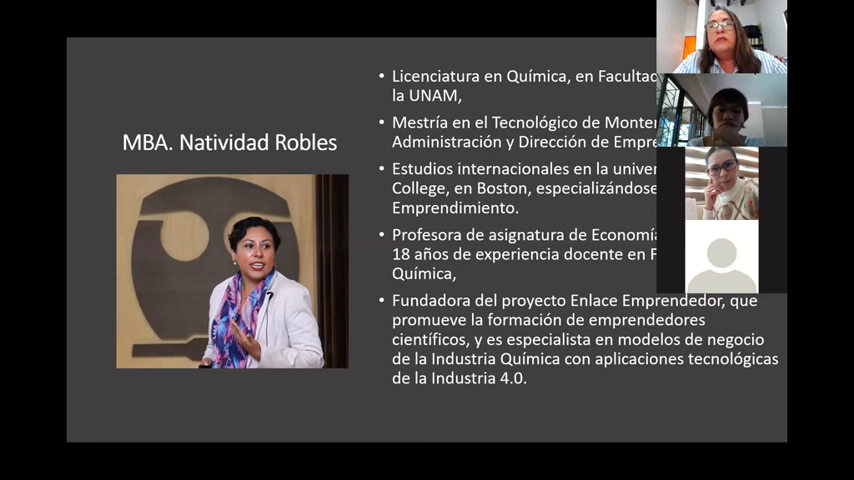 MBA. Natividad Robles
• Licenciatura en Química, en Facultad
la UNAM,
• Mestría en el Tecnológico de
Administración y Dirección de
• Estudios internacionales en la
College, en Boston, especializándose
Emprendimiento.
• Profesora de asignatura de Economía
18 años de experiencia docente en
Química,
• Fundadora del proyecto Enlace Emprendedor, que
promueve la formación de emprendedores
científicos, y es especialista en modelos de negocio
de la Industria Química con aplicaciones tecnológicas
de la Industria 4.0.